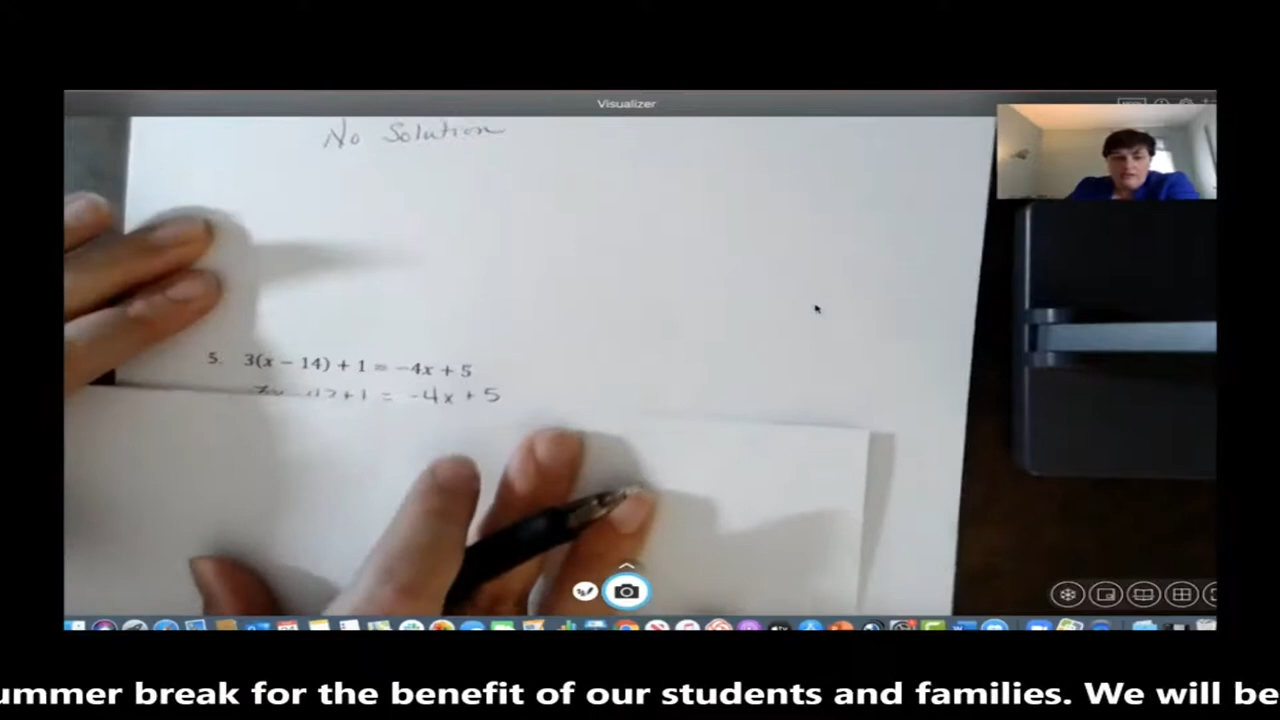 Visualizer
No Solution
5. 3(x − 14) + 1 = −4x + 5
+1 = -4x + 5
ummer break for the benefit of our students and families. We will be